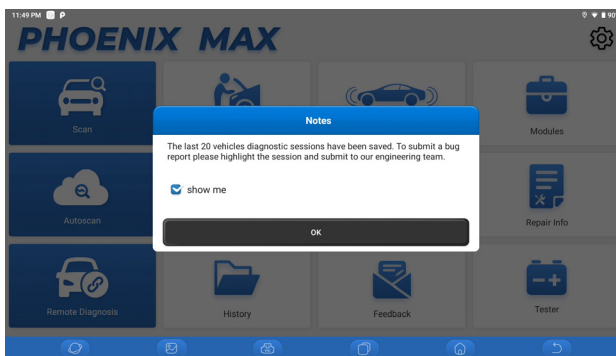 11:49 PM
90%
PHOENIX MAX
Scan
Modules
Notes
The last 20 vehicles diagnostic sessions have been saved. To submit a bug
report please highlight the session and submit to our engineering team.
show me
OK
Autoscan
Repair Info
Remote Diagnosis
History
Feedback
Tester